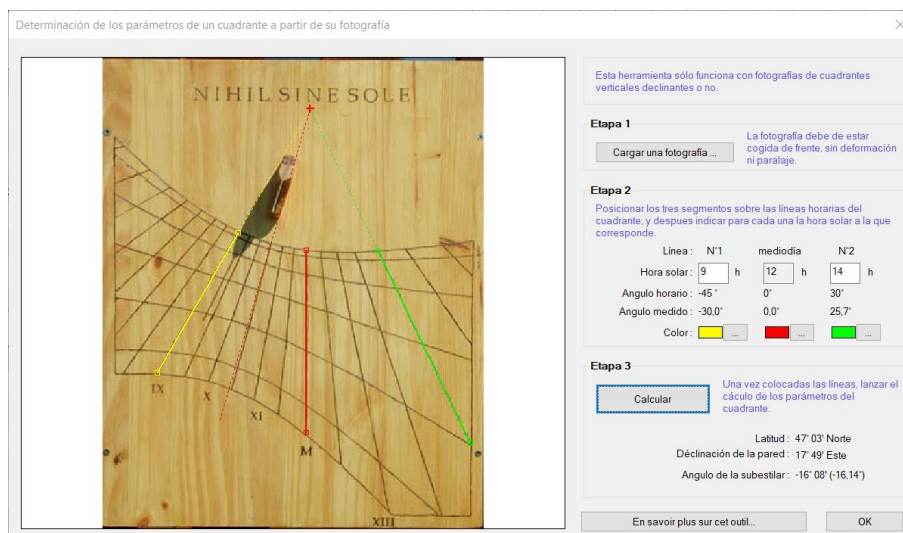 Determinación de los parámetros de un cuadrante a partir de su fotografía
NIHIL SINE SOLE
IX
X
XI
M
XIII
Esta herramienta sólo funciona con fotografías de cuadrantes
verticales declinantes o no.
Etapa 1
Cargar una fotografía ...
La fotografía debe de estar
cogida de frente, sin deformación
ni paralaje.
Etapa 2
Posicionar los tres segmentos sobre las líneas horarias del
cuadrante, y despues indicar para cada una la hora solar a la que
corresponde.
Línea : N°1 mediodía N°2
Hora solar : 9 h 12 h 14 h
Angulo horario : -45 ° 0° 30°
Angulo medido : -30,0° 0,0° 25,7°
Color : ... ... ...
Etapa 3
Calcular
Una vez colocadas las líneas, lanzar el
cáculo de los parámetros del
cuadrante.
Latitud : 47° 03' Norte
Déclinación de la pared : 17° 49' Este
Angulo de la subestilar : -16° 08' (-16,14°)
En savoir plus sur cet outil...
OK